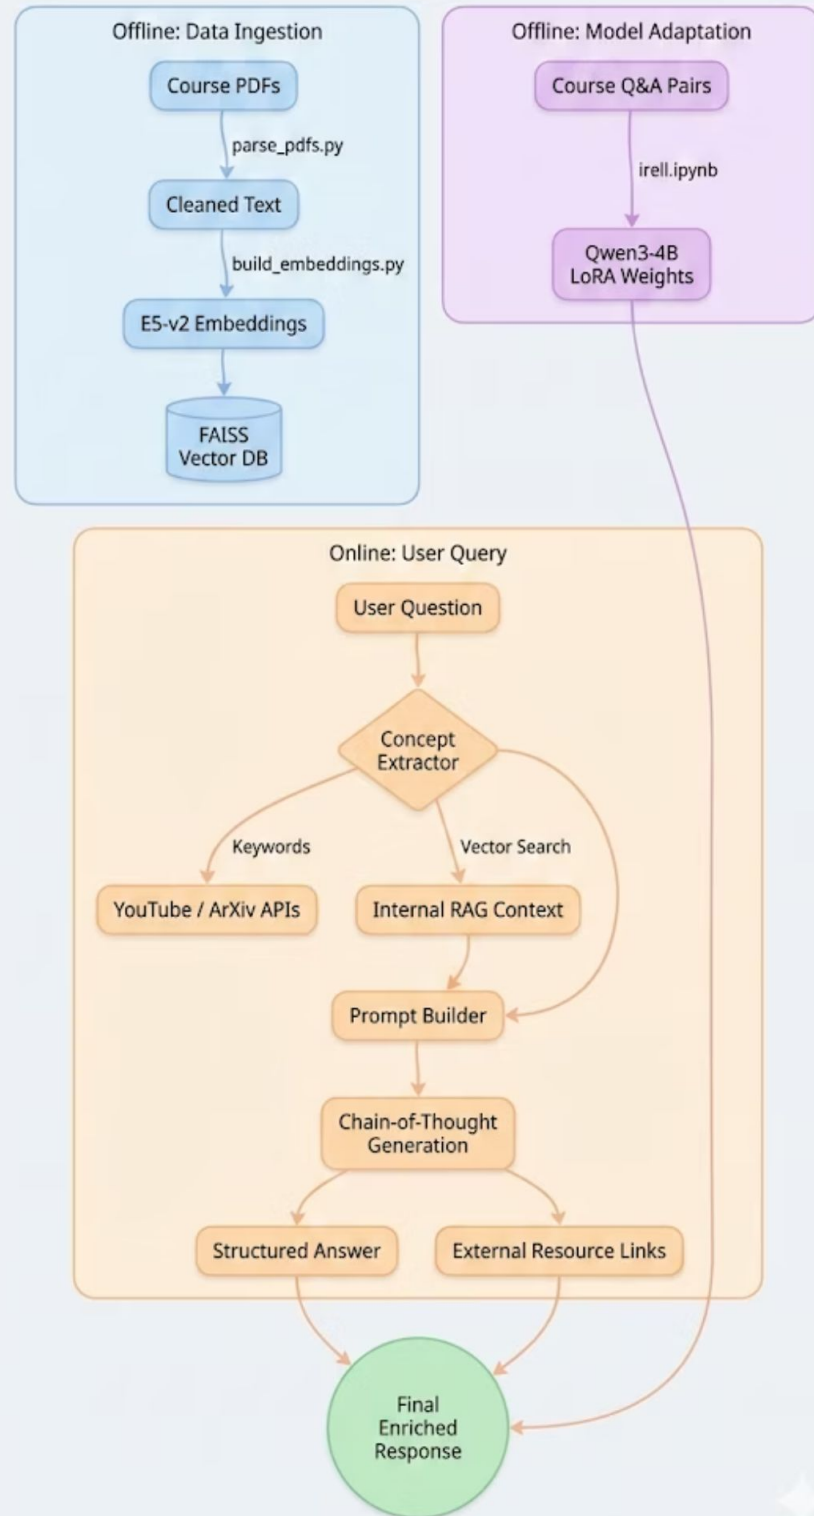 Offline: Data Ingestion
Course PDFs
parse_pdfs.py
Cleaned Text
build_embeddings.py
E5-v2 Embeddings
FAISS
Vector DB
Offline: Model Adaptation
Course Q&A Pairs
irell.ipynb
Qwen3-4B
LoRA Weights
Online: User Query
User Question
Concept
Extractor
Keywords
Vector Search
YouTube / ArXiv APIs
Internal RAG Context
Prompt Builder
Chain-of-Thought
Generation
Structured Answer
External Resource Links
Final
Enriched
Response